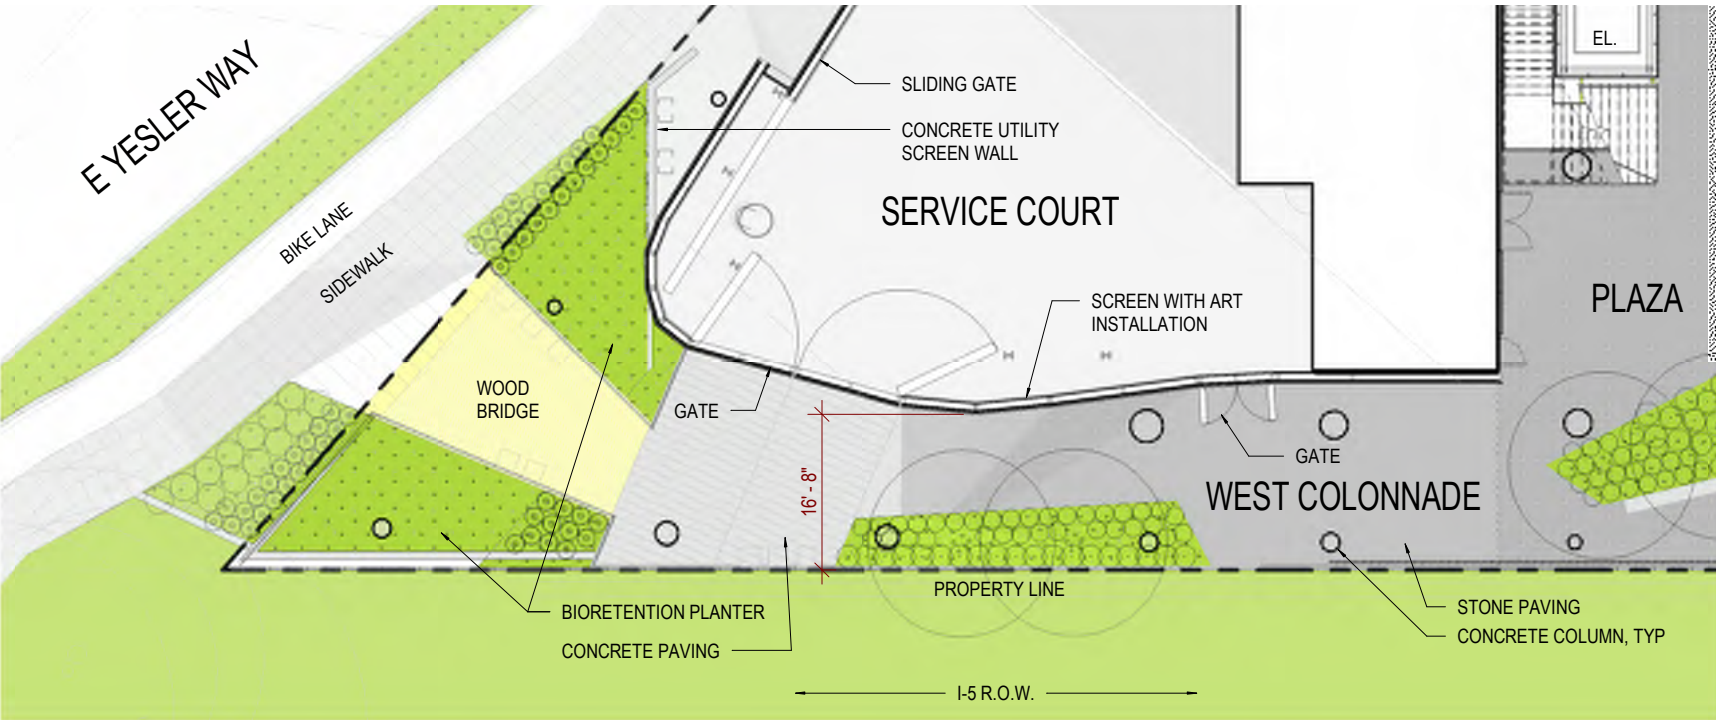 EL.
E YESLER WAY
SLIDING GATE
CONCRETE UTILITY
SCREEN WALL
BIKE LANE
SIDEWALK
SERVICE COURT
PLAZA
SCREEN WITH ART
INSTALLATION
WOOD
BRIDGE
GATE
GATE
16' - 8"
WEST COLONNADE
PROPERTY LINE
BIORETENTION PLANTER
CONCRETE PAVING
STONE PAVING
CONCRETE COLUMN, TYP
I-5 R.O.W.